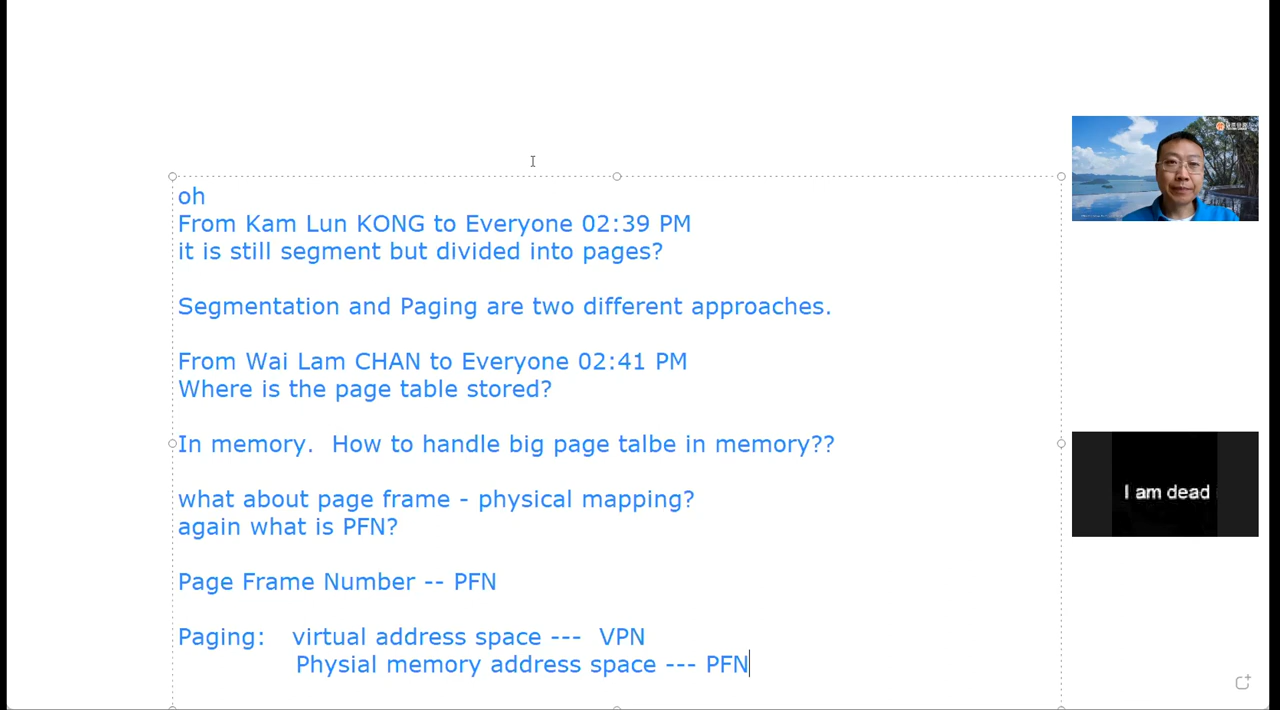 oh
From Kam Lun KONG to Everyone 02:39 PM
it is still segment but divided into pages?
Segmentation and Paging are two different approaches.
From Wai Lam CHAN to Everyone 02:41 PM
Where is the page table stored?
In memory.  How to handle big page talbe in memory??
what about page frame - physical mapping?
again what is PFN?
Page Frame Number -- PFN
Paging:   virtual address space ---  VPN
Physial memory address space --- PFN
I am dead